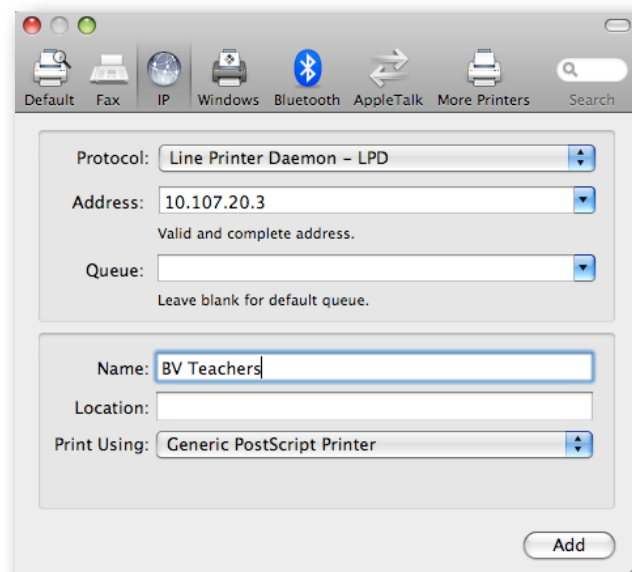 Default Fax IP Windows Bluetooth AppleTalk More Printers Search
Protocol: Line Printer Daemon – LPD
Address: 10.107.20.3
Valid and complete address.
Queue:
Leave blank for default queue.
Name: BV Teachers
Location:
Print Using: Generic PostScript Printer
Add